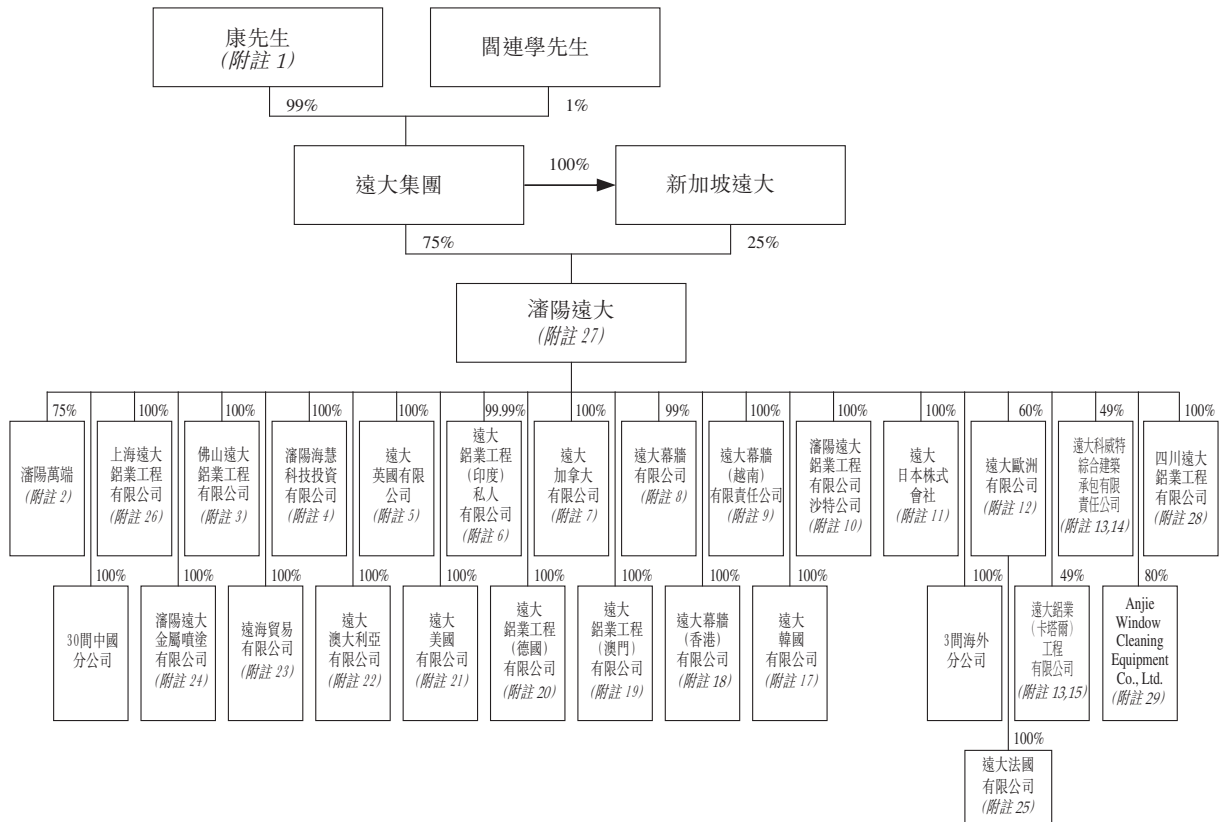 康先生
(附註 1)
閻連學先生
99%
1%
遠大集團
100%
新加坡遠大
75%
25%
瀋陽遠大
(附註 27)
75%
100%
100%
100%
100%
99.99%
100%
99%
100%
100%
100%
60%
49%
100%
瀋陽萬端
(附註 2)
上海遠大
鋁業工程
有限公司
(附註 26)
佛山遠大
鋁業工程
有限公司
(附註 3)
瀋陽海慧
科技投資
有限公司
(附註 4)
遠大
英國有限
公司
(附註 5)
遠大
鋁業工程
(印度)
私人
有限公司
(附註 6)
遠大
加拿大
有限公司
(附註 7)
遠大幕牆
有限公司
(附註 8)
遠大幕牆
(越南)
有限責任公司
(附註 9)
瀋陽遠大
鋁業工程
有限公司
沙特公司
(附註 10)
遠大
日本株式
會社
(附註 11)
遠大歐洲
有限公司
(附註 12)
遠大科威特
綜合建築
承包有限
責任公司
(附註 13,14)
四川遠大
鋁業工程
有限公司
(附註 28)
100%
100%
100%
100%
100%
100%
100%
100%
100%
100%
49%
80%
30間中國
分公司
瀋陽遠大
金屬噴塗
有限公司
(附註 24)
遠海貿易
有限公司
(附註 23)
遠大
澳大利亞
有限公司
(附註 22)
遠大
美國
有限公司
(附註 21)
遠大
鋁業工程
(德國)
有限公司
(附註 20)
遠大
鋁業工程
(澳門)
有限公司
(附註 19)
遠大幕牆
(香港)
有限公司
(附註 18)
遠大
韓國
有限公司
(附註 17)
3間海外
分公司
遠大鋁業
(卡塔爾)
工程
有限公司
(附註 13,15)
Anjie
Window
Cleaning
Equipment
Co., Ltd.
(附註 29)
100%
遠大法國
有限公司
(附註 25)